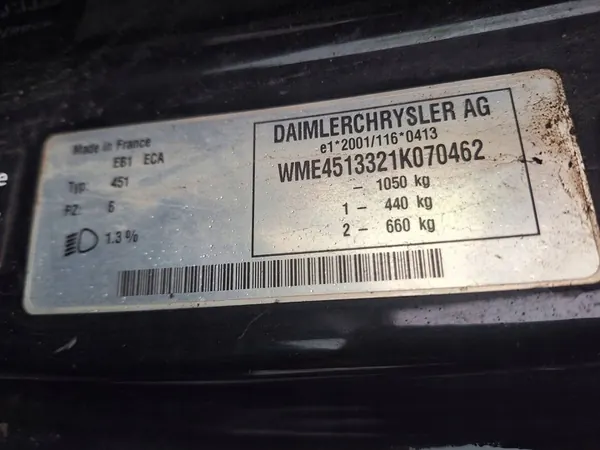 Made in France
EB1 ECA
Typ: 451
PZ: 6
1.3 %
DAIMLERCHRYSLER AG
e1*2001/116*0413
WME4513321K070462
- 1050 kg
1 - 440 kg
2 - 660 kg
e